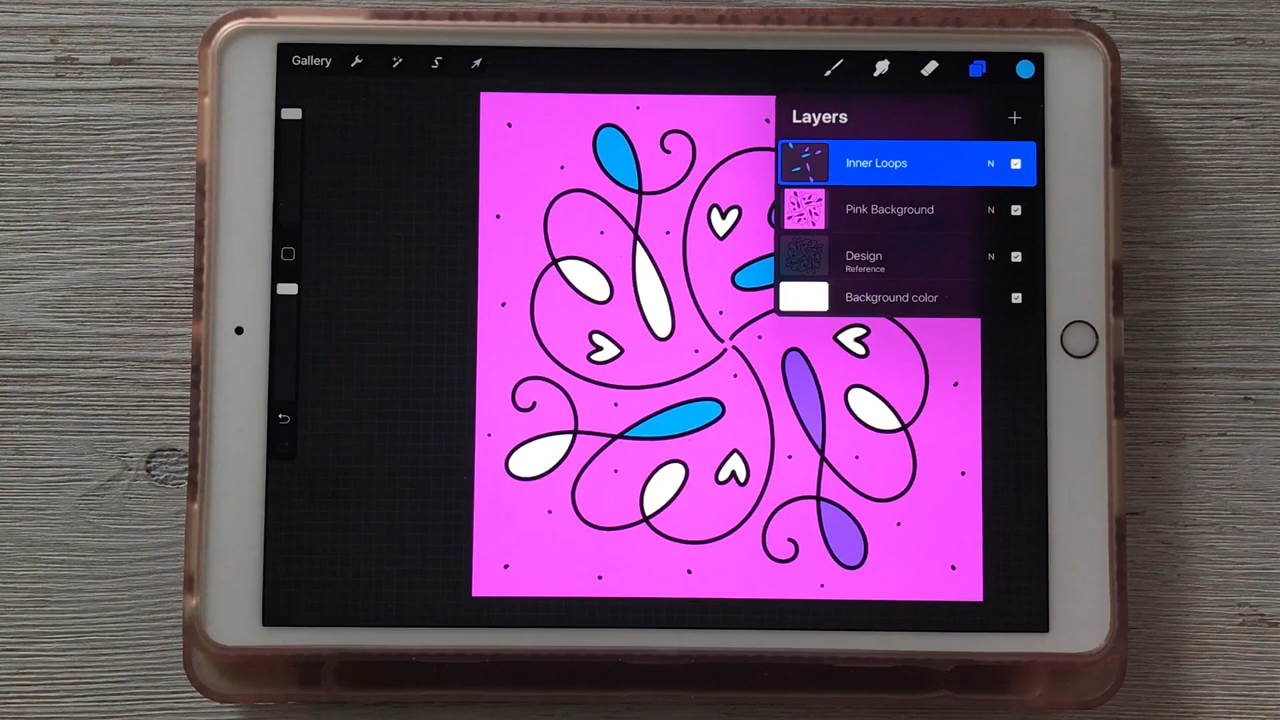 Gallery
Layers
Inner Loops N
Pink Background N
Design N
Reference
Background color